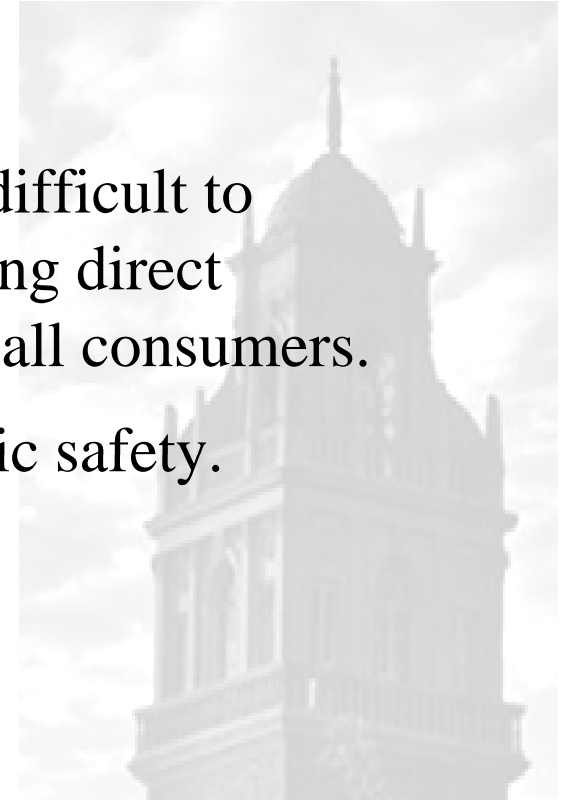 difficult to
ng direct
all consumers.
ic safety.